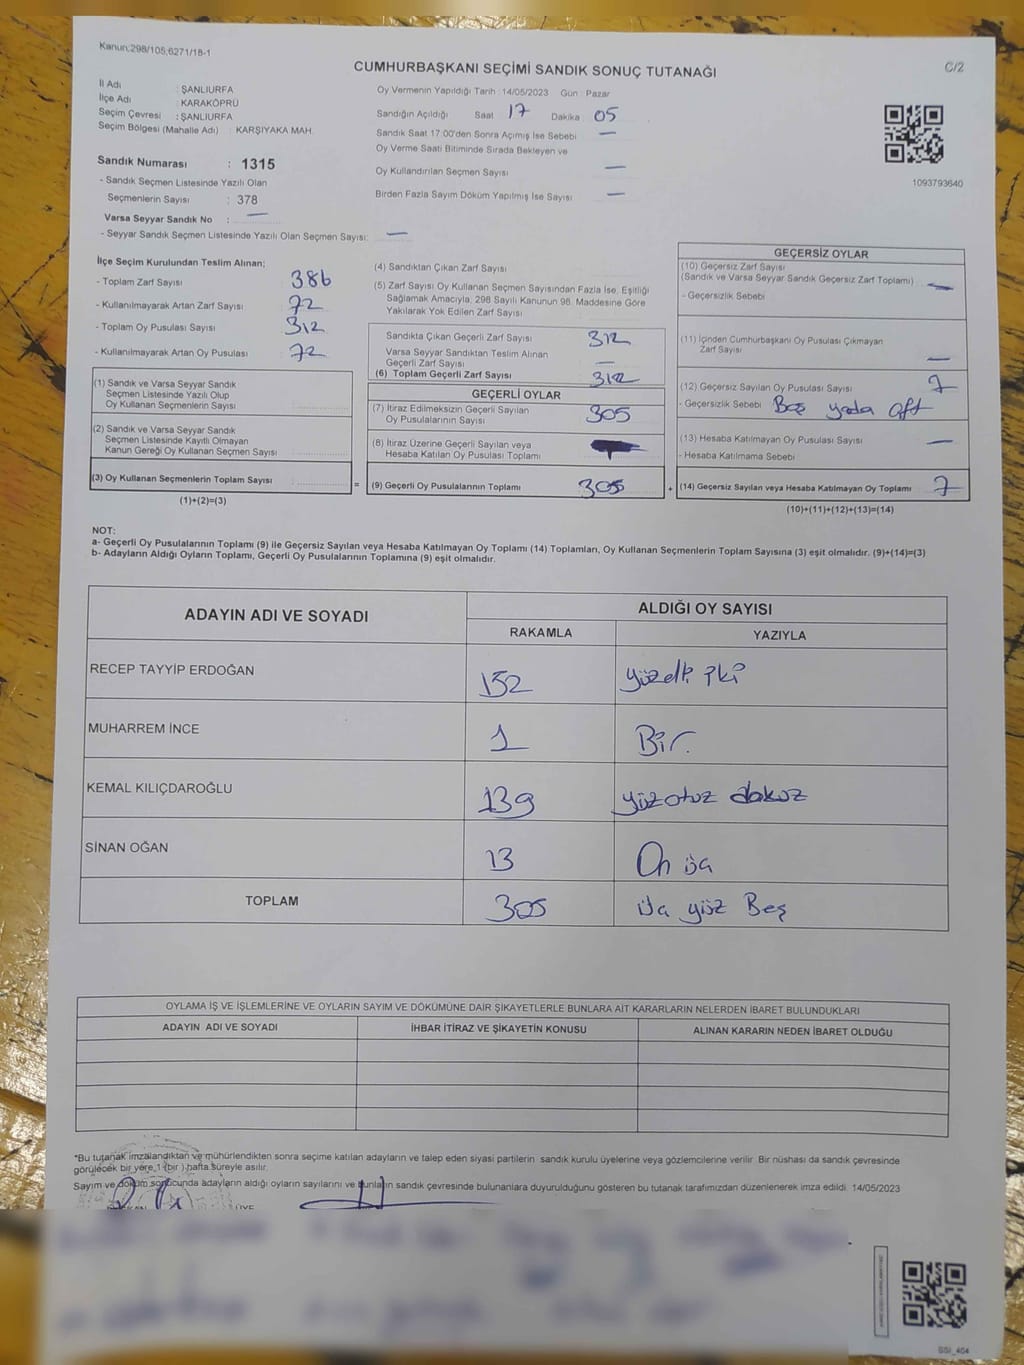 Kanun;298/105,6271/18-1
CUMHURBAŞKANI SEÇİMİ SANDIK SONUÇ TUTANAĞI
C/2
İl Adı : ŞANLIURFA
İlçe Adı : KARAKÖPRÜ
Seçim Çevresi : ŞANLIURFA
Seçim Bölgesi (Mahalle Adı) : KARŞIYAKA MAH.
Sandık Numarası : 1315
- Sandık Seçmen Listesinde Yazılı Olan
Seçmenlerin Sayısı : 378
Varsa Seyyar Sandık No : —
- Seyyar Sandık Seçmen Listesinde Yazılı Olan Seçmen Sayısı: —
Oy Vermenin Yapıldığı Tarih : 14/05/2023 Gün : Pazar
Sandığın Açıldığı Saat 17 Dakika : 05
Sandık Saat 17:00'den Sonra Açımış İse Sebebi —
Oy Verme Saati Bitiminde Sırada Bekleyen ve
Oy Kullandırılan Seçmen Sayısı —
Birden Fazla Sayım Döküm Yapılmış İse Sayısı —
1093793640
İlçe Seçim Kurulundan Teslim Alınan;
- Toplam Zarf Sayısı 386
- Kullanılmayarak Artan Zarf Sayısı 72
- Toplam Oy Pusulası Sayısı 312
- Kullanılmayarak Artan Oy Pusulası 72
(1) Sandık ve Varsa Seyyar Sandık
Seçmen Listesinde Yazılı Olup
Oy Kullanan Seçmenlerin Sayısı
(2) Sandık ve Varsa Seyyar Sandık
Seçmen Listesinde Kayıtlı Olmayan
Kanun Gereği Oy Kullanan Seçmen Sayısı
(3) Oy Kullanan Seçmenlerin Toplam Sayısı =
(1)+(2)=(3)
(4) Sandıktan Çıkan Zarf Sayısı
(5) Zarf Sayısı Oy Kullanan Seçmen Sayısından Fazla İse, Eşitliği
Sağlamak Amacıyla, 298 Sayılı Kanunun 98. Maddesine Göre
Yakılarak Yok Edilen Zarf Sayısı
Sandıkta Çıkan Geçerli Zarf Sayısı 312
Varsa Seyyar Sandıktan Teslim Alınan
Geçerli Zarf Sayısı —
(6) Toplam Geçerli Zarf Sayısı 312
GEÇERLİ OYLAR
(7) İtiraz Edilmeksizin Geçerli Sayılan
Oy Pusulalarının Sayısı 305
(8) İtiraz Üzerine Geçerli Sayılan veya
Hesaba Katılan Oy Pusulası Toplamı
(9) Geçerli Oy Pusulalarının Toplamı 305 +
GEÇERSİZ OYLAR
(10) Geçersiz Zarf Sayısı
(Sandık ve Varsa Seyyar Sandık Geçersiz Zarf Toplamı) —
- Geçersizlik Sebebi
(11) İçinden Cumhurbaşkanı Oy Pusulası Çıkmayan
Zarf Sayısı —
(12) Geçersiz Sayılan Oy Pusulası Sayısı 7
- Geçersizlik Sebebi Boş yada çift
(13) Hesaba Katılmayan Oy Pusulası Sayısı —
- Hesaba Katılmama Sebebi
(14) Geçersiz Sayılan veya Hesaba Katılmayan Oy Toplamı 7
(10)+(11)+(12)+(13)=(14)
NOT:
a- Geçerli Oy Pusulalarının Toplamı (9) ile Geçersiz Sayılan veya Hesaba Katılmayan Oy Toplamı (14) Toplamları, Oy Kullanan Seçmenlerin Toplam Sayısına (3) eşit olmalıdır. (9)+(14)=(3)
b- Adayların Aldığı Oyların Toplamı, Geçerli Oy Pusulalarının Toplamına (9) eşit olmalıdır.
ADAYIN ADI VE SOYADI ALDIĞI OY SAYISI
RAKAMLA YAZIYLA
RECEP TAYYİP ERDOĞAN 152 yüzelli iki
MUHARREM İNCE 1 Bir.
KEMAL KILIÇDAROĞLU 139 yüzotuz dokuz
SİNAN OĞAN 13 On üç
TOPLAM 305 üç yüz Beş
OYLAMA İŞ VE İŞLEMLERİNE VE OYLARIN SAYIM VE DÖKÜMÜNE DAİR ŞİKAYETLERLE BUNLARA AİT KARARLARIN NELERDEN İBARET BULUNDUKLARI
ADAYIN ADI VE SOYADI İHBAR İTİRAZ VE ŞİKAYETİN KONUSU ALINAN KARARIN NEDEN İBARET OLDUĞU
*Bu tutanak imzalandıktan ve mühürlendikten sonra seçime katılan adayların ve talep eden siyasi partilerin sandık kurulu üyelerine veya gözlemcilerine verilir. Bir nüshası da sandık çevresinde
görülecek bir yere 1 (bir ) hafta süreyle asılır.
Sayım ve döküm sonucunda adayların aldığı oyların sayılarını ve bunların sandık çevresinde bulunanlara duyurulduğunu gösteren bu tutanak tarafımızdan düzenlenerek imza edildi. 14/05/2023
ÜYE
SSI_404